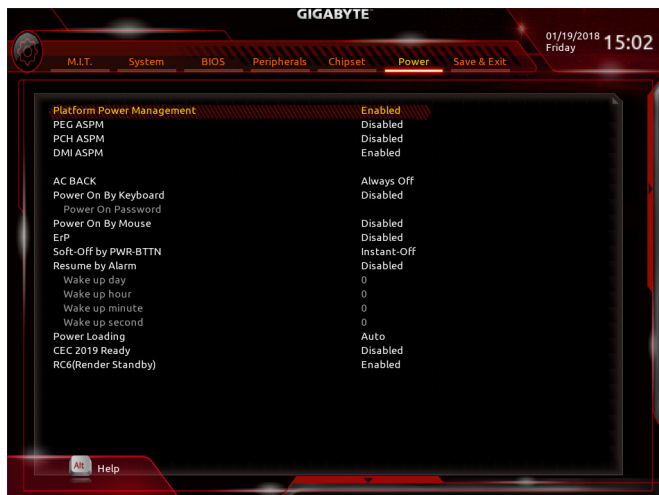 GIGABYTE™
01/19/2018 15:02
Friday
M.I.T. System BIOS Peripherals Chipset Power Save & Exit
Platform Power Management Enabled
PEG ASPM Disabled
PCH ASPM Disabled
DMI ASPM Enabled
AC BACK Always Off
Power On By Keyboard Disabled
Power On Password
Power On By Mouse Disabled
ErP Disabled
Soft-Off by PWR-BTTN Instant-Off
Resume by Alarm Disabled
Wake up day 0
Wake up hour 0
Wake up minute 0
Wake up second 0
Power Loading Auto
CEC 2019 Ready Disabled
RC6(Render Standby) Enabled
Alt Help